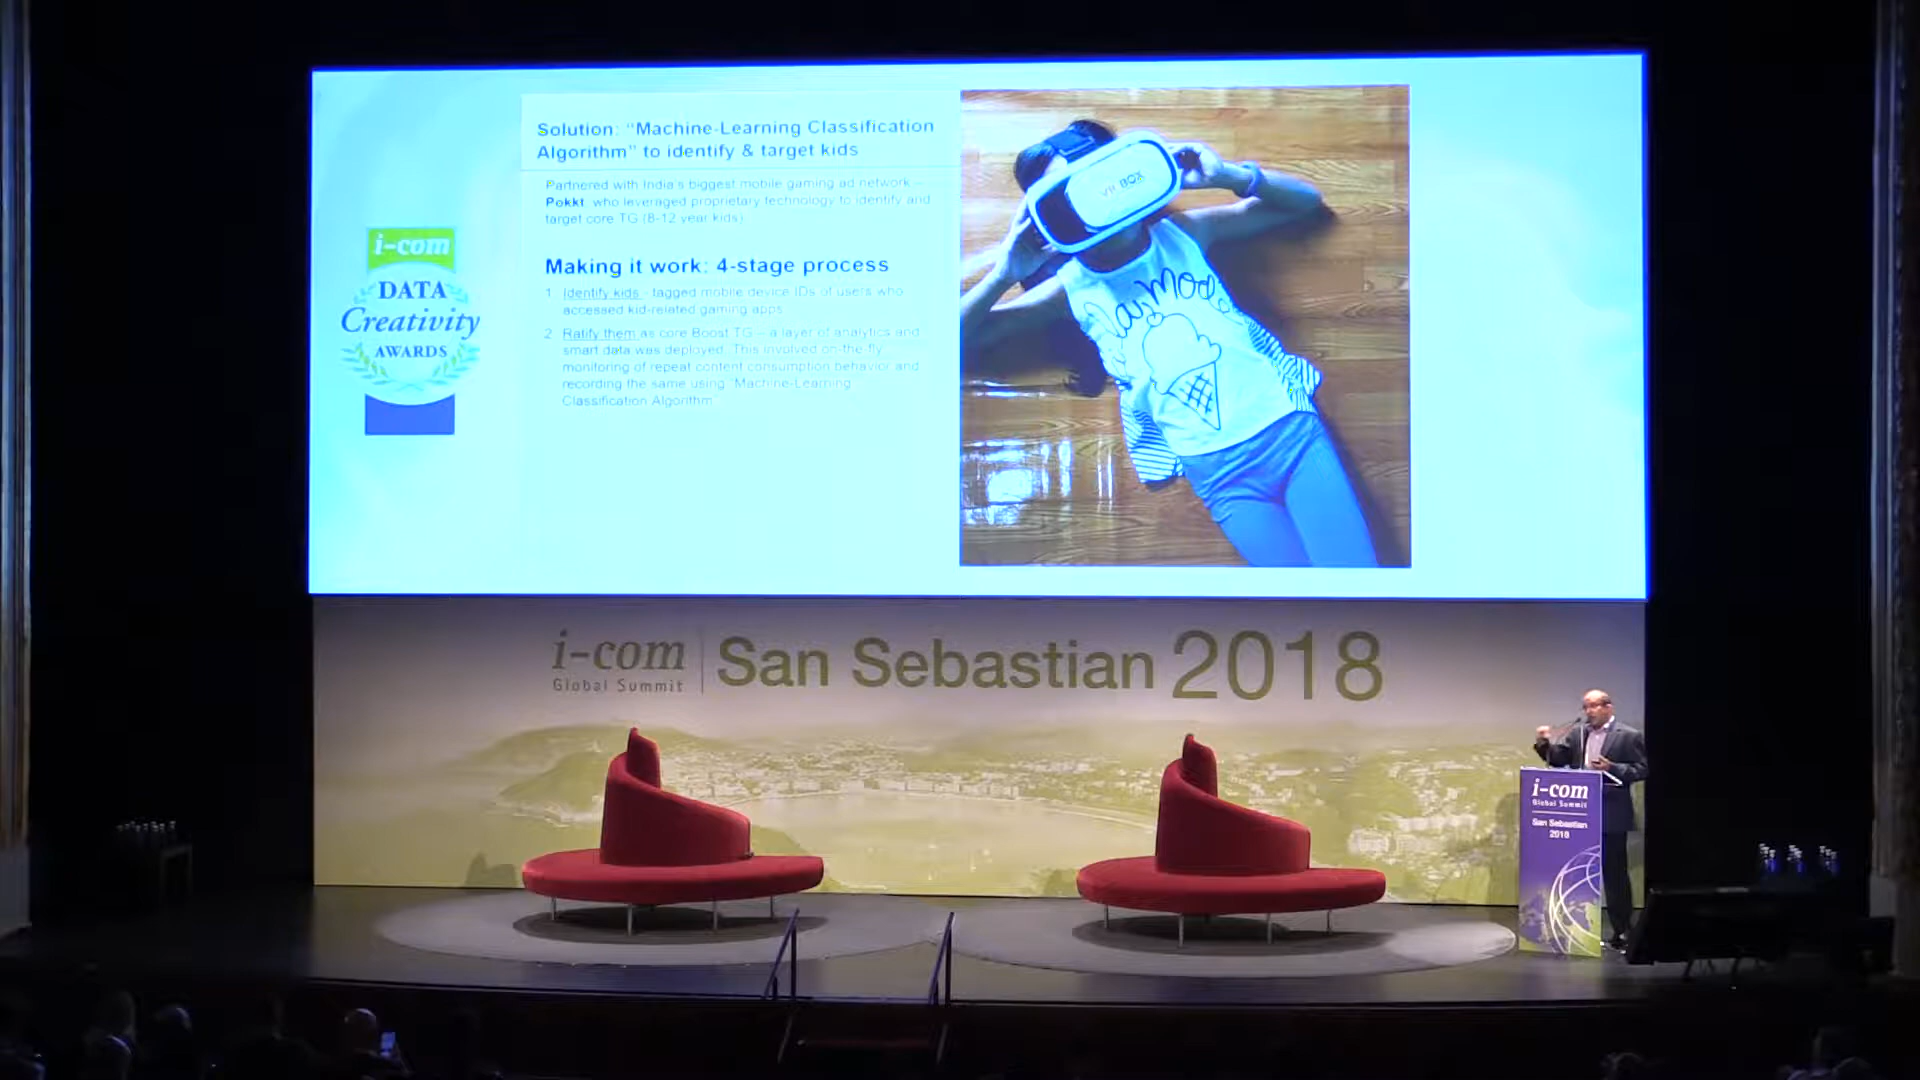 Solution: "Machine-Learning Classification
Algorithm" to identify & target kids
Partnered with India's biggest mobile gaming ad network –
Pokkt who leveraged proprietary technology to identify and
target core TG (8-12 year kids)
Making it work: 4-stage process
1 Identify kids - tagged mobile device IDs of users who
accessed kid-related gaming apps
2 Ratify them as core Boost TG – a layer of analytics and
smart data was deployed. This involved on-the-fly
monitoring of repeat content consumption behavior and
recording the same using "Machine-Learning
Classification Algorithm"
i-com
DATA
Creativity
AWARDS
VR BOX
i-com
Global Summit
San Sebastian 2018
i-com
Global Summit
San Sebastian
2018